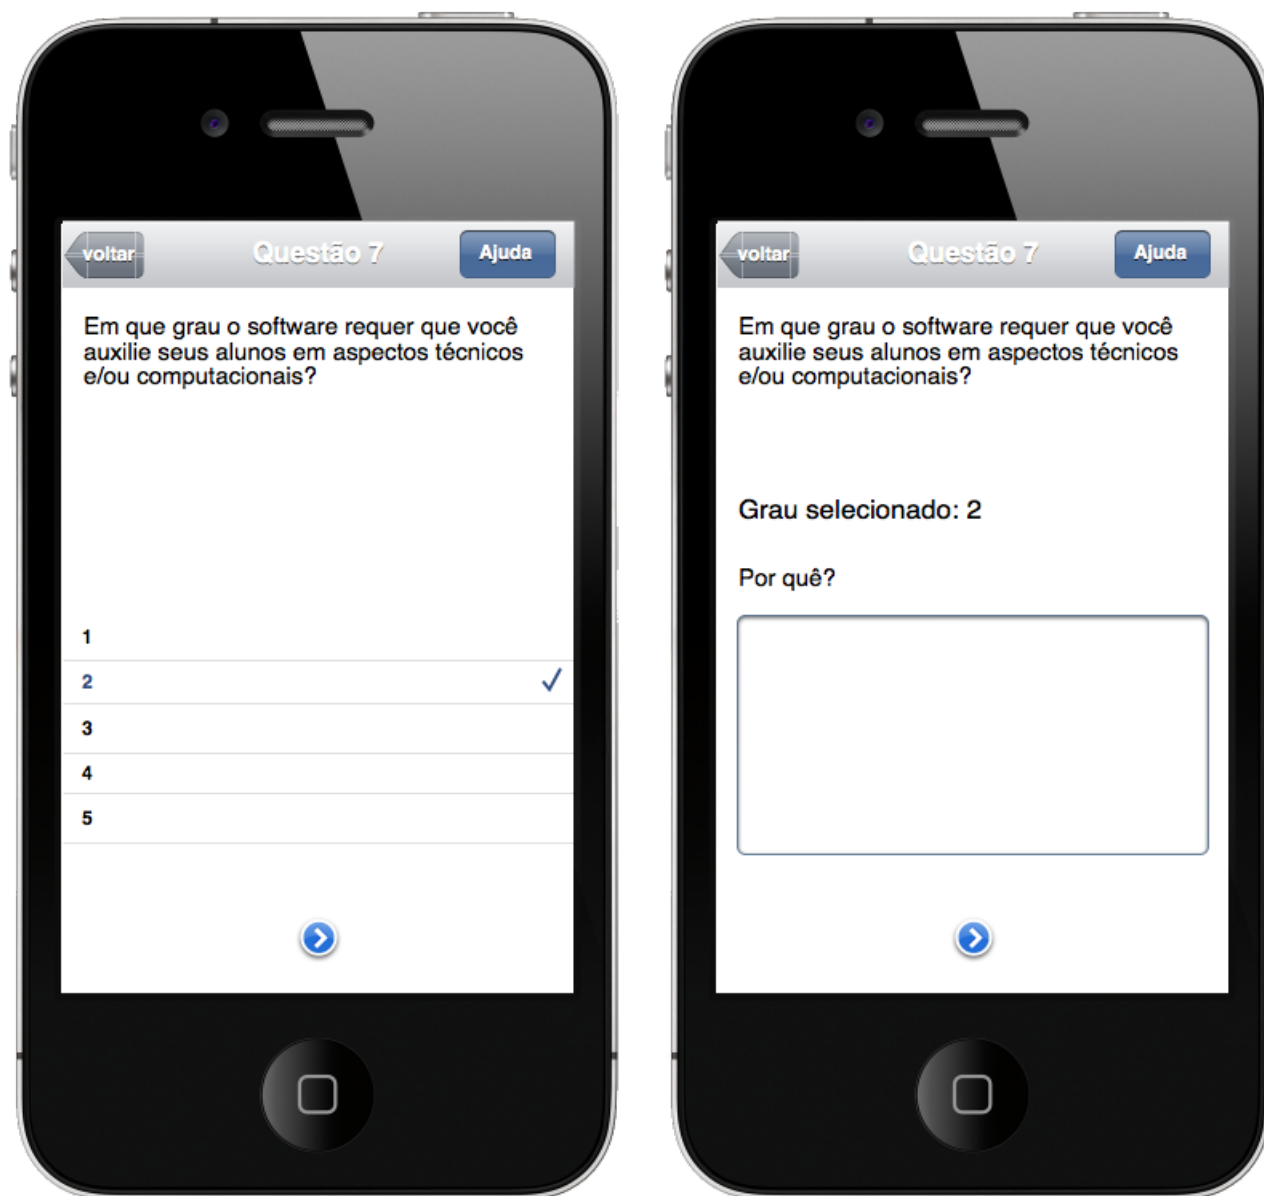 voltar
Questão 7
Ajuda
Em que grau o software requer que você
auxilie seus alunos em aspectos técnicos
e/ou computacionais?
1
2
3
4
5
voltar
Questão 7
Ajuda
Em que grau o software requer que você
auxilie seus alunos em aspectos técnicos
e/ou computacionais?
Grau selecionado: 2
Por quê?